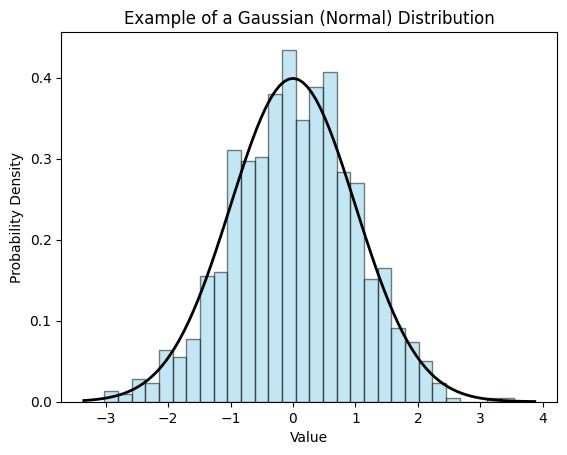 Example of a Gaussian (Normal) Distribution
0.4
0.3
0.2
0.1
0.0
Probability Density
−3 −2 −1 0 1 2 3 4
Value